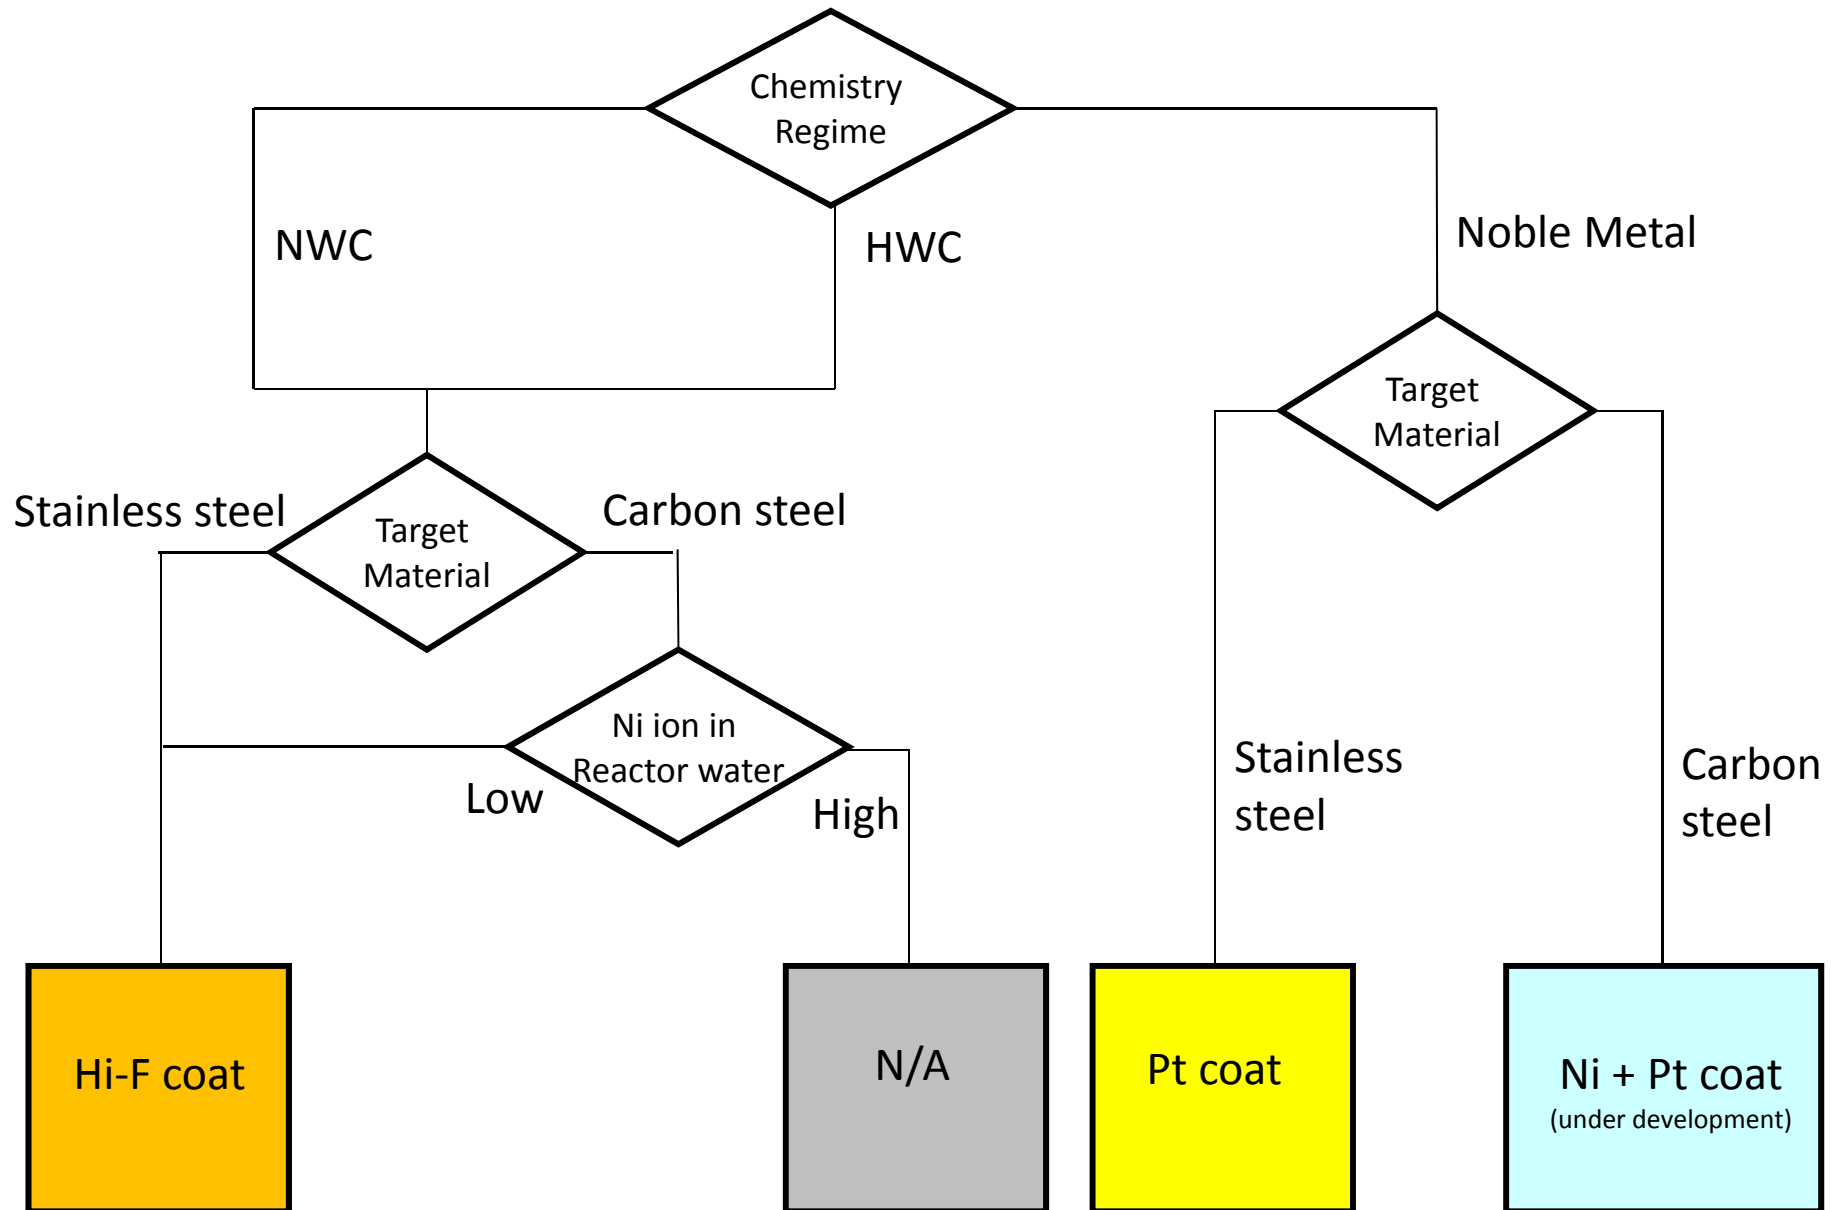 Chemistry
Regime
NWC
HWC
Noble Metal
Target
Material
Stainless steel
Carbon steel
Target
Material
Ni ion in
Reactor water
Low
High
Stainless
steel
Carbon
steel
Hi-F coat
N/A
Pt coat
Ni + Pt coat
(under development)